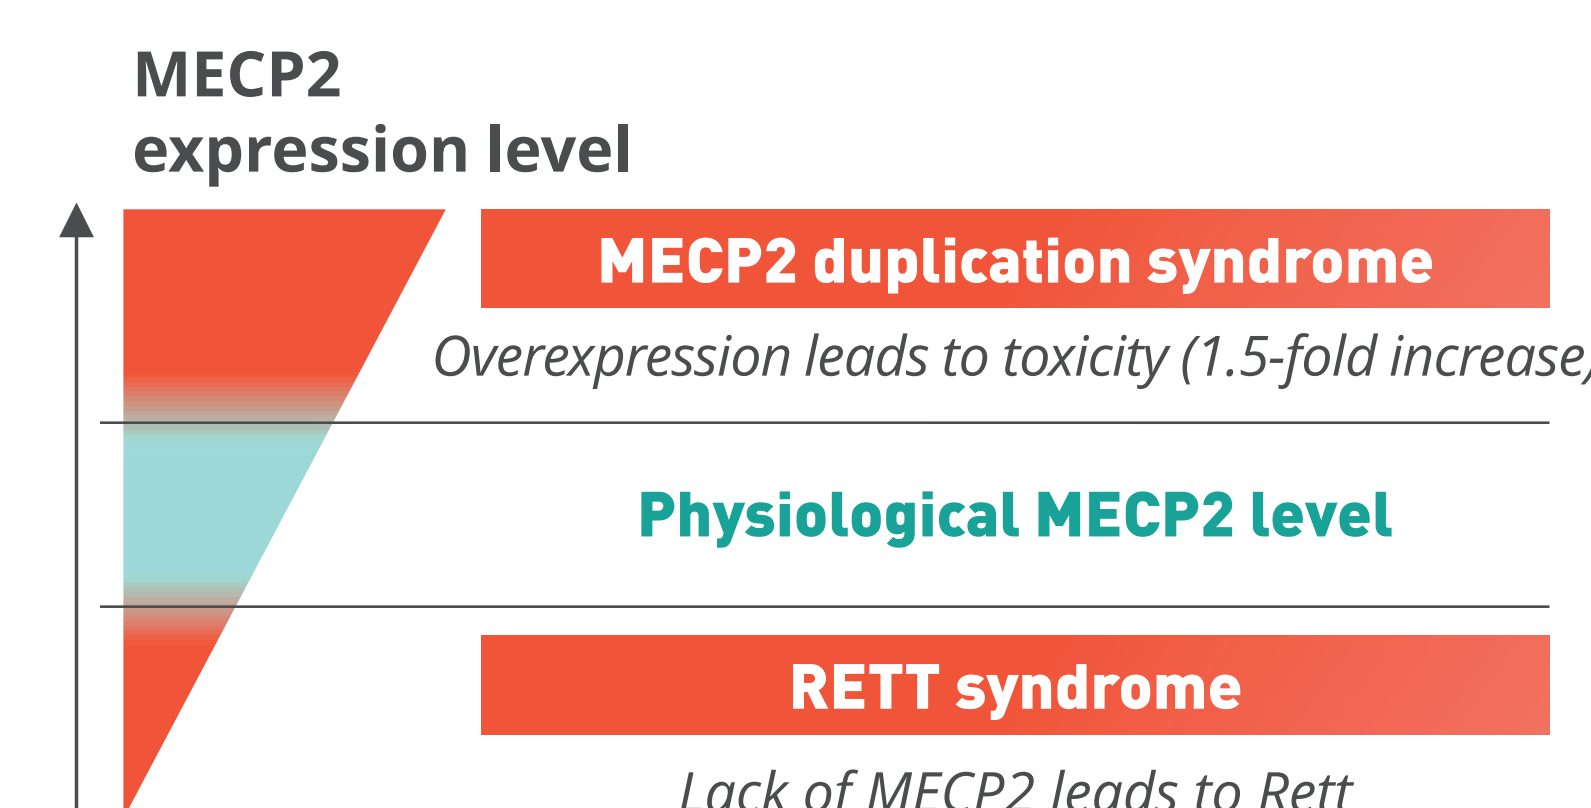 MECP2
expression level
MECP2 duplication syndrome
Overexpression leads to toxicity (1.5-fold increase)
Physiological MECP2 level
RETT syndrome
Lack of MECP2 leads to Rett